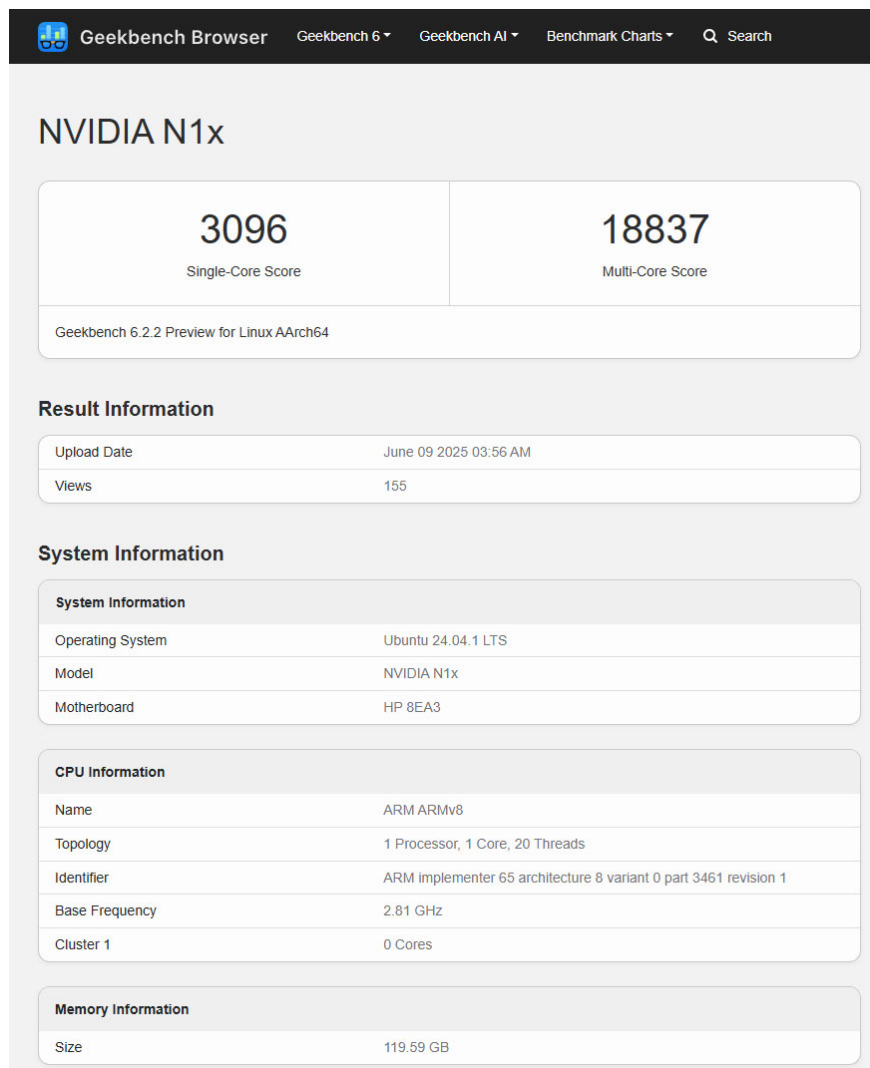 Geekbench Browser Geekbench 6 Geekbench AI Benchmark Charts Search
NVIDIA N1x
3096 18837
Single-Core Score Multi-Core Score
Geekbench 6.2.2 Preview for Linux AArch64
Result Information
Upload Date June 09 2025 03:56 AM
Views 155
System Information
System Information
Operating System Ubuntu 24.04.1 LTS
Model NVIDIA N1x
Motherboard HP 8EA3
CPU Information
Name ARM ARMv8
Topology 1 Processor, 1 Core, 20 Threads
Identifier ARM implementer 65 architecture 8 variant 0 part 3461 revision 1
Base Frequency 2.81 GHz
Cluster 1 0 Cores
Memory Information
Size 119.59 GB